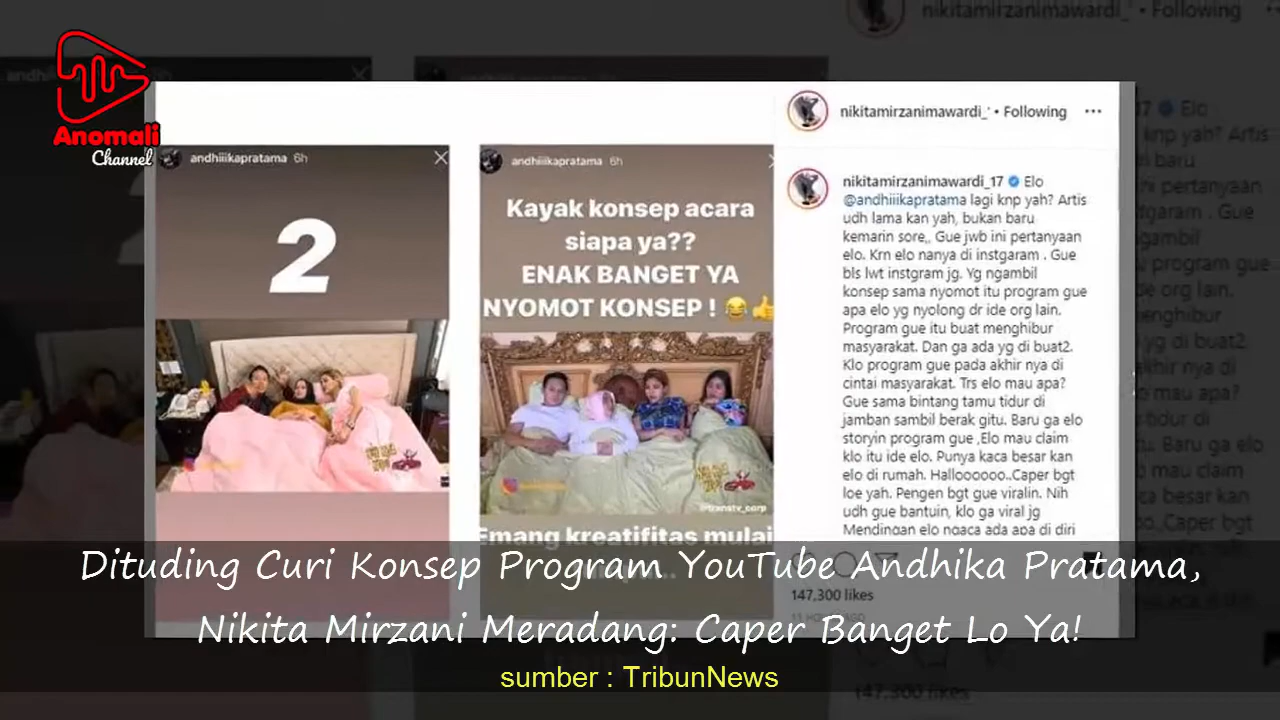 nikitamirzanimawardi_' • Following
Anomali
Channel
andhiiikapratama 6h
2
andhiiikapratama 6h
Kayak konsep acara
siapa ya??
ENAK BANGET YA
NYOMOT KONSEP ! 😂👍
@transtv_corp
Emang kreatifitas mulai
nikitamirzanimawardi_' • Following ...
nikitamirzanimawardi_17 Elo
@andhiiikapratama lagi knp yah? Artis
udh lama kan yah, bukan baru
kemarin sore,, Gue jwb ini pertanyaan
elo. Krn elo nanya di instgaram . Gue
bls lwt instgram jg. Yg ngambil
konsep sama nyomot itu program gue
apa elo yg nyolong dr ide org lain.
Program gue itu buat menghibur
masyarakat. Dan ga ada yg di buat2.
Klo program gue pada akhir nya di
cintai masyarakat. Trs elo mau apa?
Gue sama bintang tamu tidur di
jamban sambil berak gitu. Baru ga elo
storyin program gue ,Elo mau claim
klo itu ide elo. Punya kaca besar kan
elo di rumah. Halloooooo..Caper bgt
loe yah. Pengen bgt gue viralin. Nih
udh gue bantuin, klo ga viral jg
Mendingan elo ngaca ada apa di diri
147,300 likes
Dituding Curi Konsep Program YouTube Andhika Pratama,
Nikita Mirzani Meradang: Caper Banget Lo Ya!
sumber : TribunNews